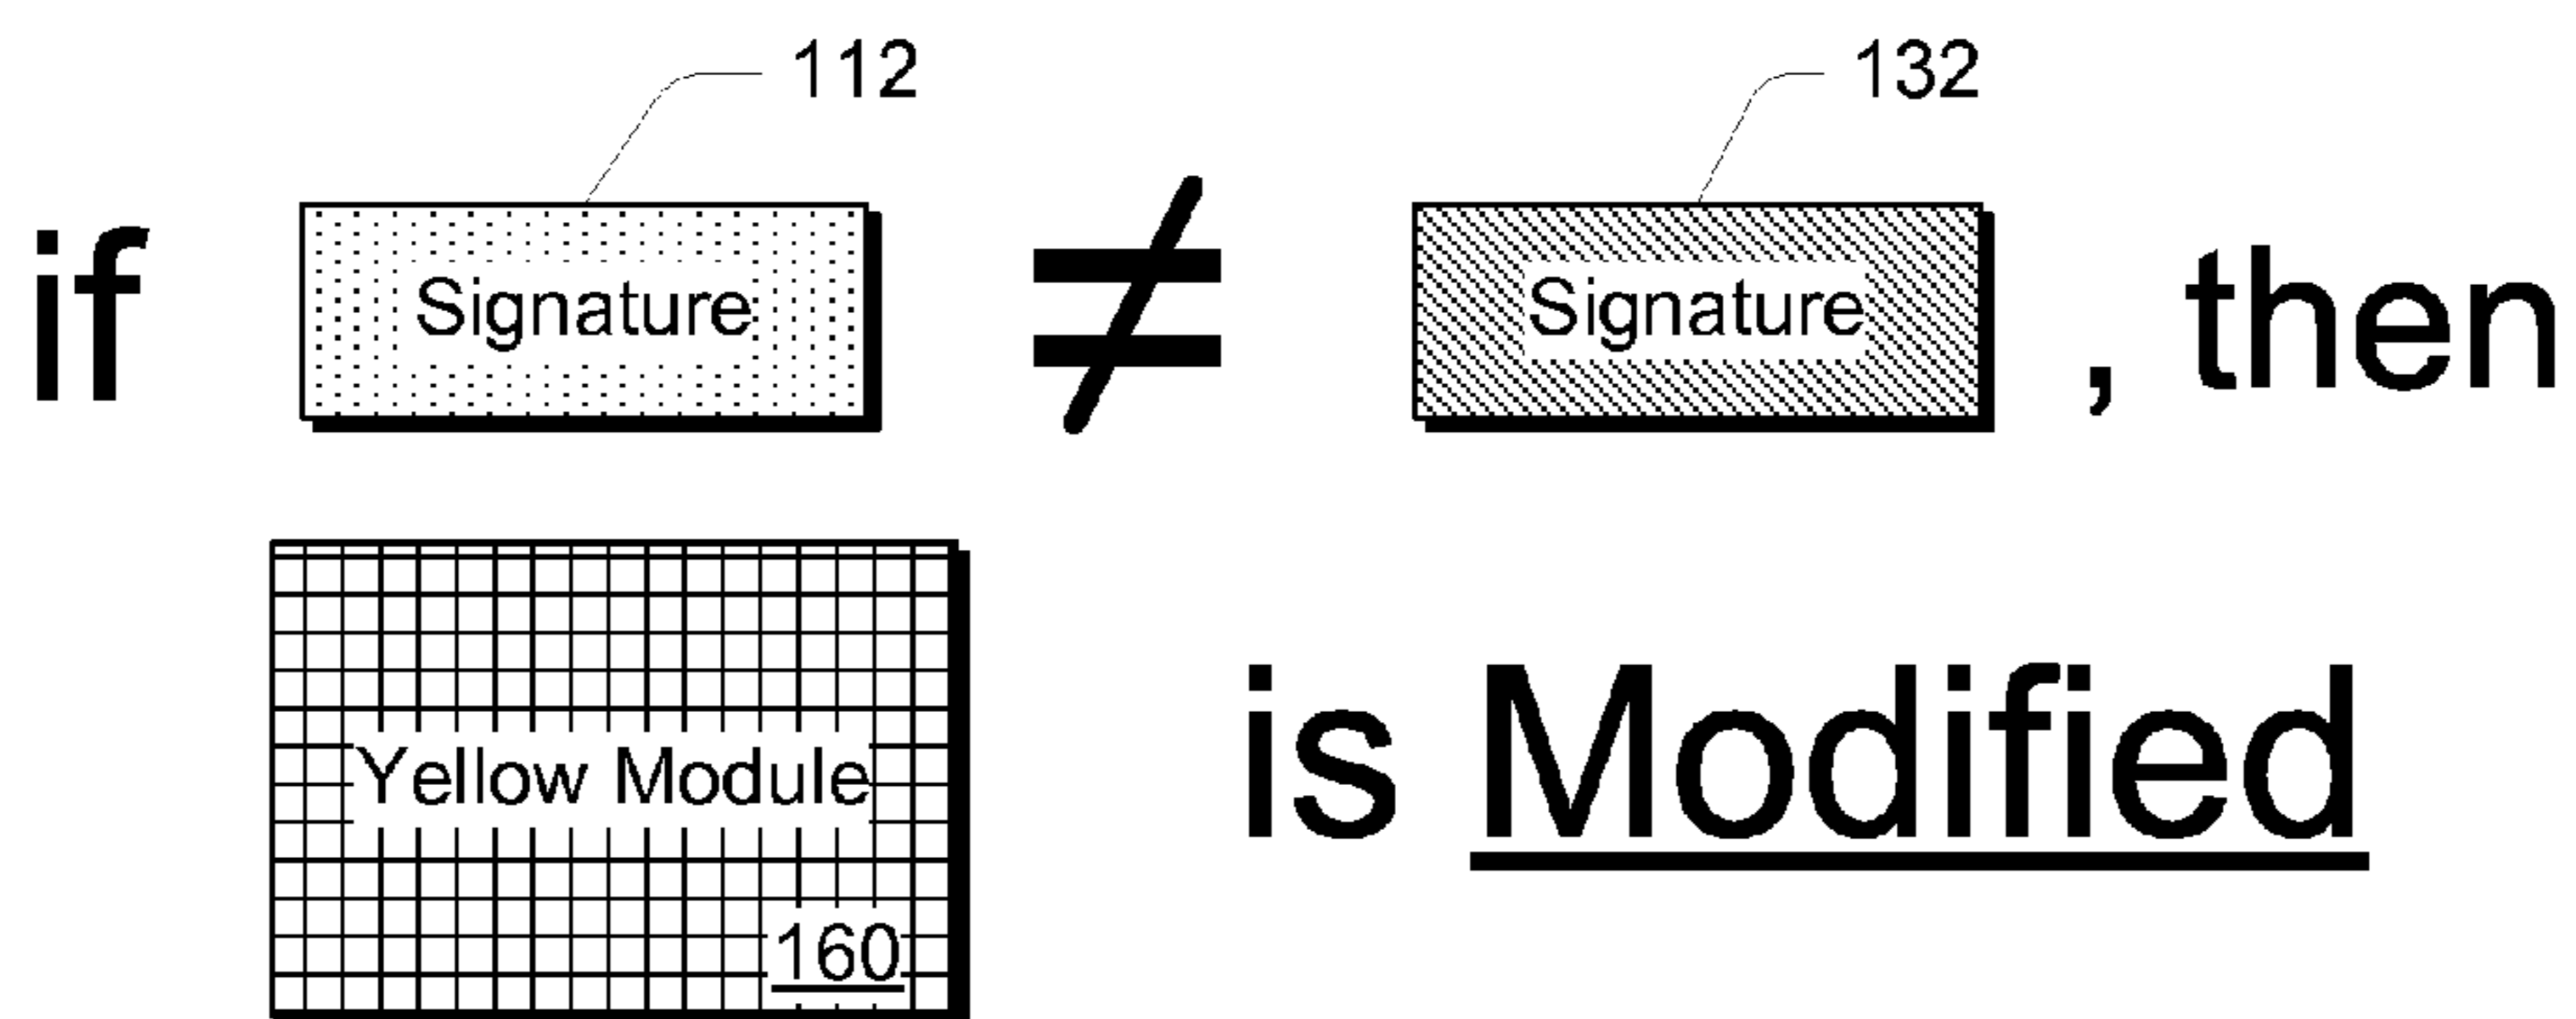 112 132
if Signature ≠ Signature , then
Yellow Module is Modified
160